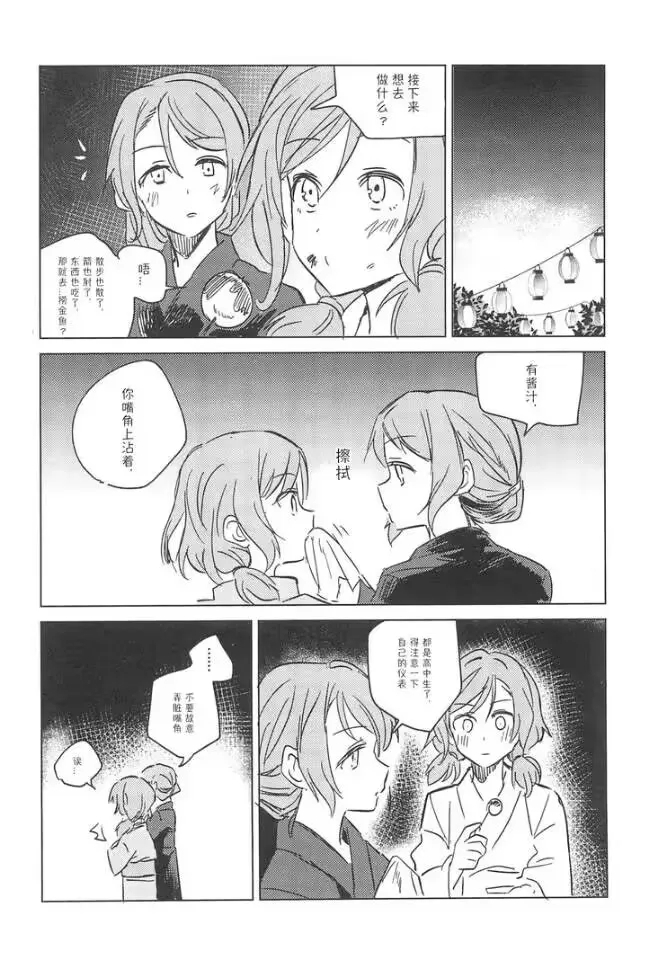 接下来
想去
做什么？
唔…
散步也散了，
箭也射了，
东西也吃了，
那就去…捞金鱼？
有酱汁，
你嘴角上沾着，
擦拭
都是高中生了，
得注意一下
自己的仪表
……
不要故意
弄脏嘴角
诶…